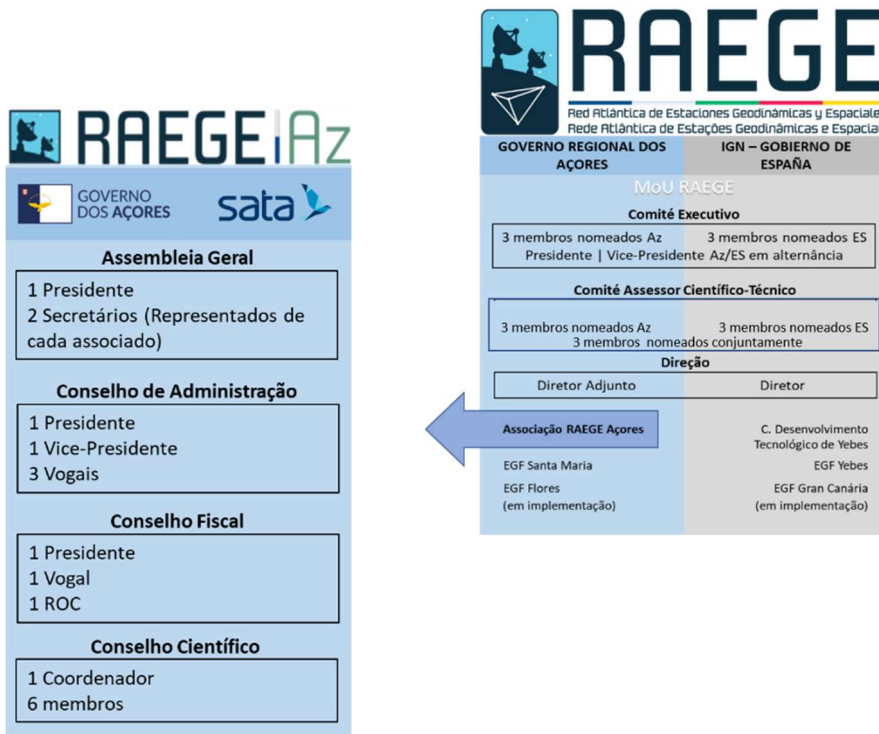 RAEGE Az
GOVERNO
DOS AÇORES
sata
Assembleia Geral
1 Presidente
2 Secretários (Representados de
cada associado)
Conselho de Administração
1 Presidente
1 Vice-Presidente
3 Vogais
Conselho Fiscal
1 Presidente
1 Vogal
1 ROC
Conselho Científico
1 Coordenador
6 membros
RAEGE
Red Atlántica de Estaciones Geodinámicas y Espaciale
Rede Atlântica de Estações Geodinâmicas e Espaciai
GOVERNO REGIONAL DOS
AÇORES
IGN – GOBIERNO DE
ESPAÑA
MoU RAEGE
Comité Executivo
3 membros nomeados Az 3 membros nomeados ES
Presidente | Vice-Presidente Az/ES em alternância
Comité Assessor Científico-Técnico
3 membros nomeados Az 3 membros nomeados ES
3 membros nomeados conjuntamente
Direção
Diretor Adjunto Diretor
Associação RAEGE Açores
EGF Santa Maria
EGF Flores
(em implementação)
C. Desenvolvimento
Tecnológico de Yebes
EGF Yebes
EGF Gran Canária
(em implementação)